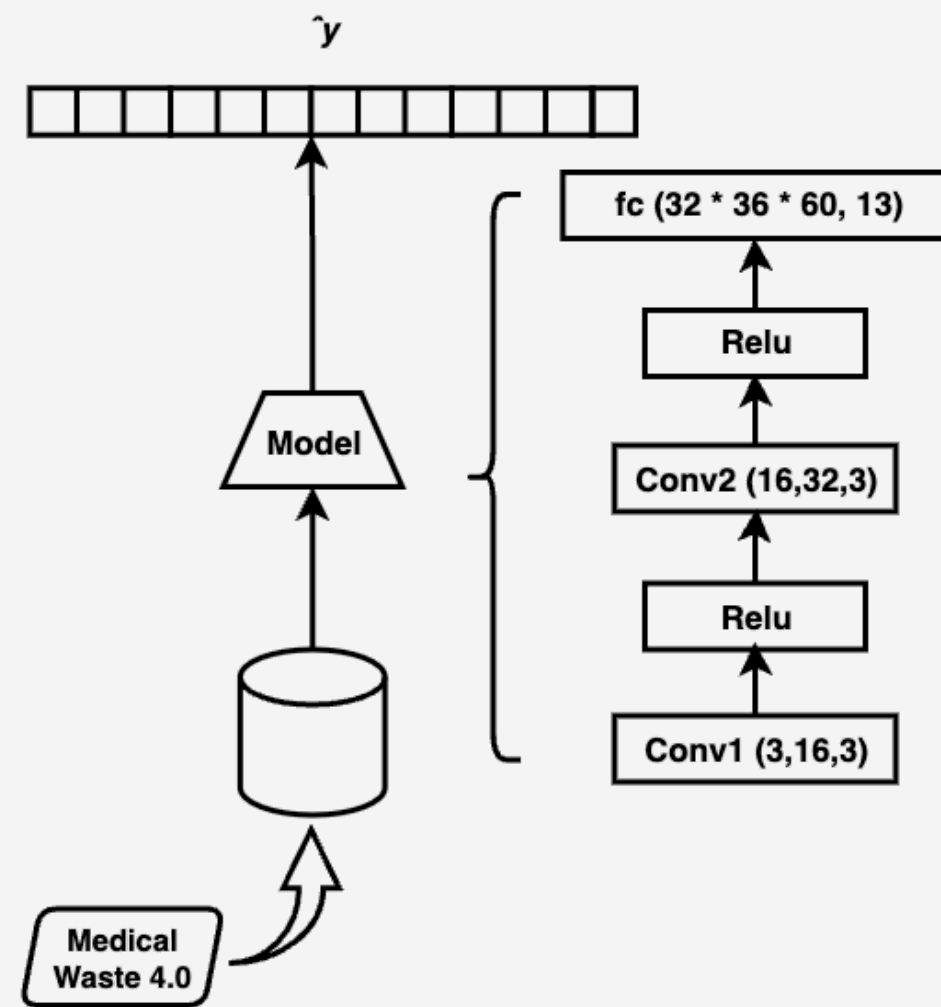 ˆy
fc (32 * 36 * 60, 13)
Relu
Model
Conv2 (16,32,3)
Relu
Conv1 (3,16,3)
Medical
Waste 4.0